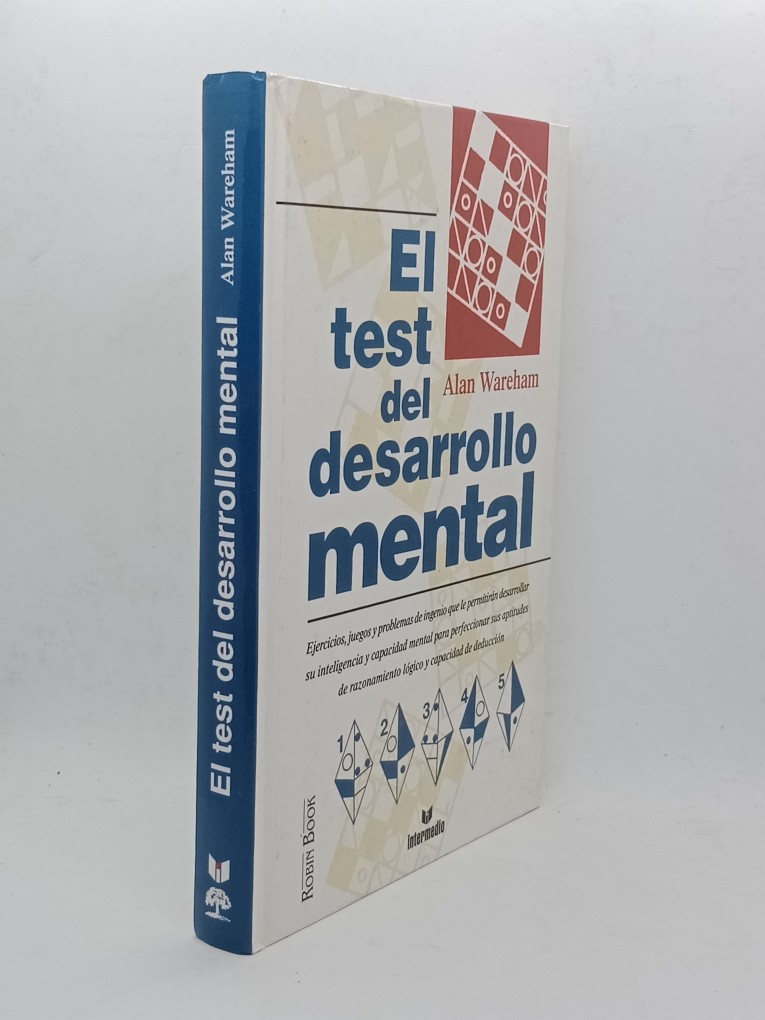 El test del desarrollo mental Alan Wareham
El
test
del
desarrollo
mental
Alan Wareham
Ejercicios, juegos y problemas de ingenio que le permitirán desarrollar
su inteligencia y capacidad mental para perfeccionar sus aptitudes
de razonamiento lógico y capacidad de deducción
1 2 3 4 5
ROBIN BOOK
intermedio